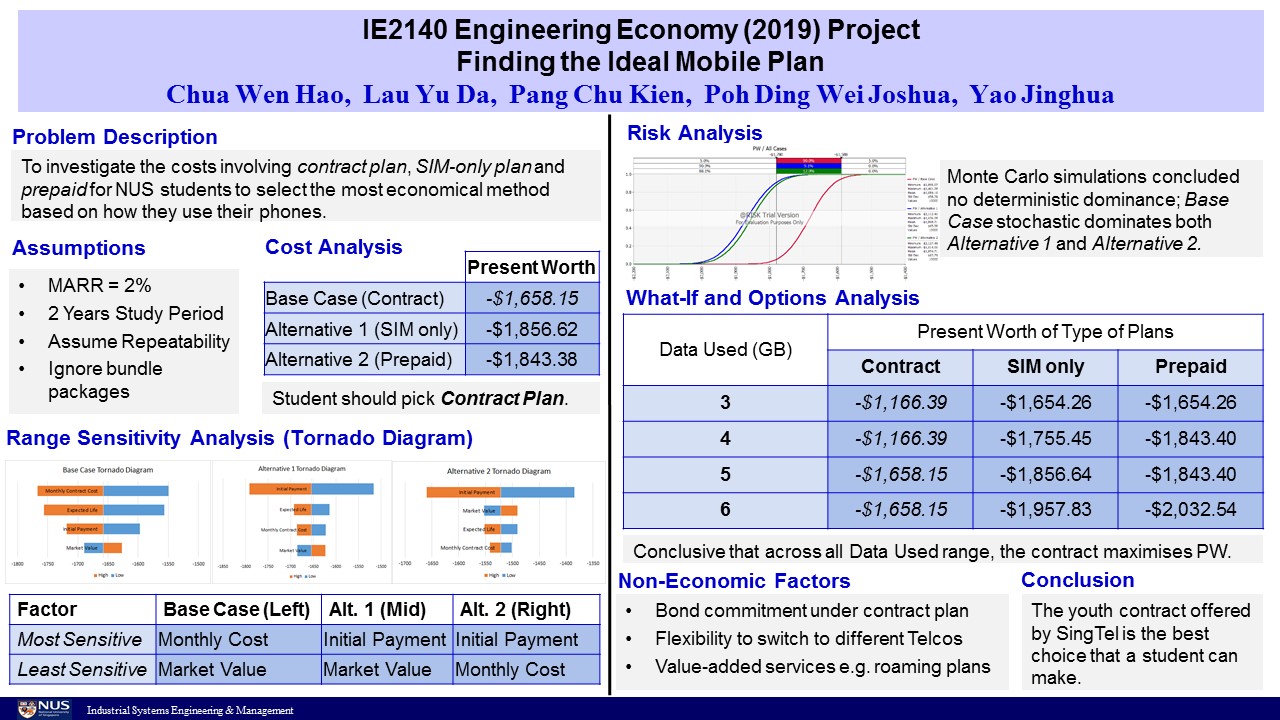 IE2140 Engineering Economy (2019) Project
Finding the Ideal Mobile Plan
Chua Wen Hao, Lau Yu Da, Pang Chu Kien, Poh Ding Wei Joshua, Yao Jinghua
Problem Description
To investigate the costs involving contract plan, SIM-only plan and
prepaid for NUS students to select the most economical method
based on how they use their phones.
Assumptions
• MARR = 2%
• 2 Years Study Period
• Assume Repeatability
• Ignore bundle
packages
Cost Analysis
Present Worth
Base Case (Contract) -$1,658.15
Alternative 1 (SIM only) -$1,856.62
Alternative 2 (Prepaid) -$1,843.38
Student should pick Contract Plan.
Range Sensitivity Analysis (Tornado Diagram)
Base Case Tornado Diagram
Monthly Contract Cost
Expected Life
Initial Payment
Market Value
-1800 -1750 -1700 -1650 -1600 -1550 -1500
High Low
Alternative 1 Tornado Diagram
Initial Payment
Expected Life
Monthly Contract Cost
Market Value
-1850 -1800 -1750 -1700 -1650 -1600 -1550 -1500
High Low
Alternative 2 Tornado Diagram
Initial Payment
Market Value
Expected Life
Monthly Contract Cost
-1700 -1650 -1600 -1550 -1500 -1450 -1400 -1350
High Low
Factor Base Case (Left) Alt. 1 (Mid) Alt. 2 (Right)
Most Sensitive Monthly Cost Initial Payment Initial Payment
Least Sensitive Market Value Market Value Monthly Cost
Risk Analysis
PW / All Cases
@RISK Trial Version
For Evaluation Purposes Only
Monte Carlo simulations concluded
no deterministic dominance; Base
Case stochastic dominates both
Alternative 1 and Alternative 2.
What-If and Options Analysis
Data Used (GB) Present Worth of Type of Plans
Contract SIM only Prepaid
3 -$1,166.39 -$1,654.26 -$1,654.26
4 -$1,166.39 -$1,755.45 -$1,843.40
5 -$1,658.15 -$1,856.64 -$1,843.40
6 -$1,658.15 -$1,957.83 -$2,032.54
Conclusive that across all Data Used range, the contract maximises PW.
Non-Economic Factors
• Bond commitment under contract plan
• Flexibility to switch to different Telcos
• Value-added services e.g. roaming plans
Conclusion
The youth contract offered
by SingTel is the best
choice that a student can
make.
NUS
Industrial Systems Engineering & Management